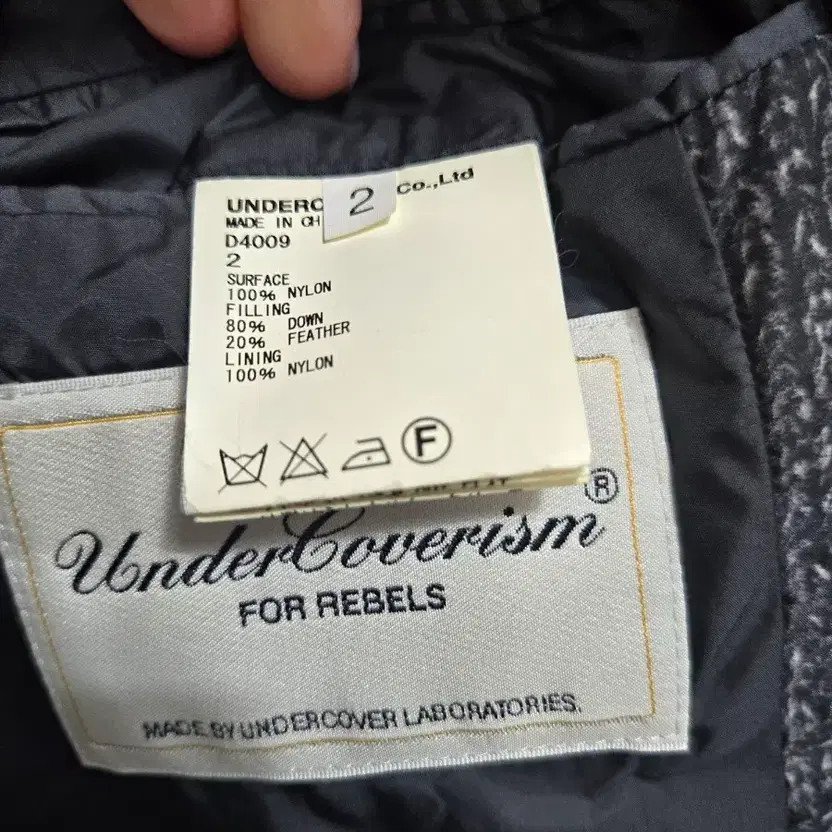 UNDERC Co.,Ltd
2
MADE IN CH
D4009
2
SURFACE
100% NYLON
FILLING
80% DOWN
20% FEATHER
LINING
100% NYLON
F
UnderCoverism®
FOR REBELS
MADE BY UNDERCOVER LABORATORIES.